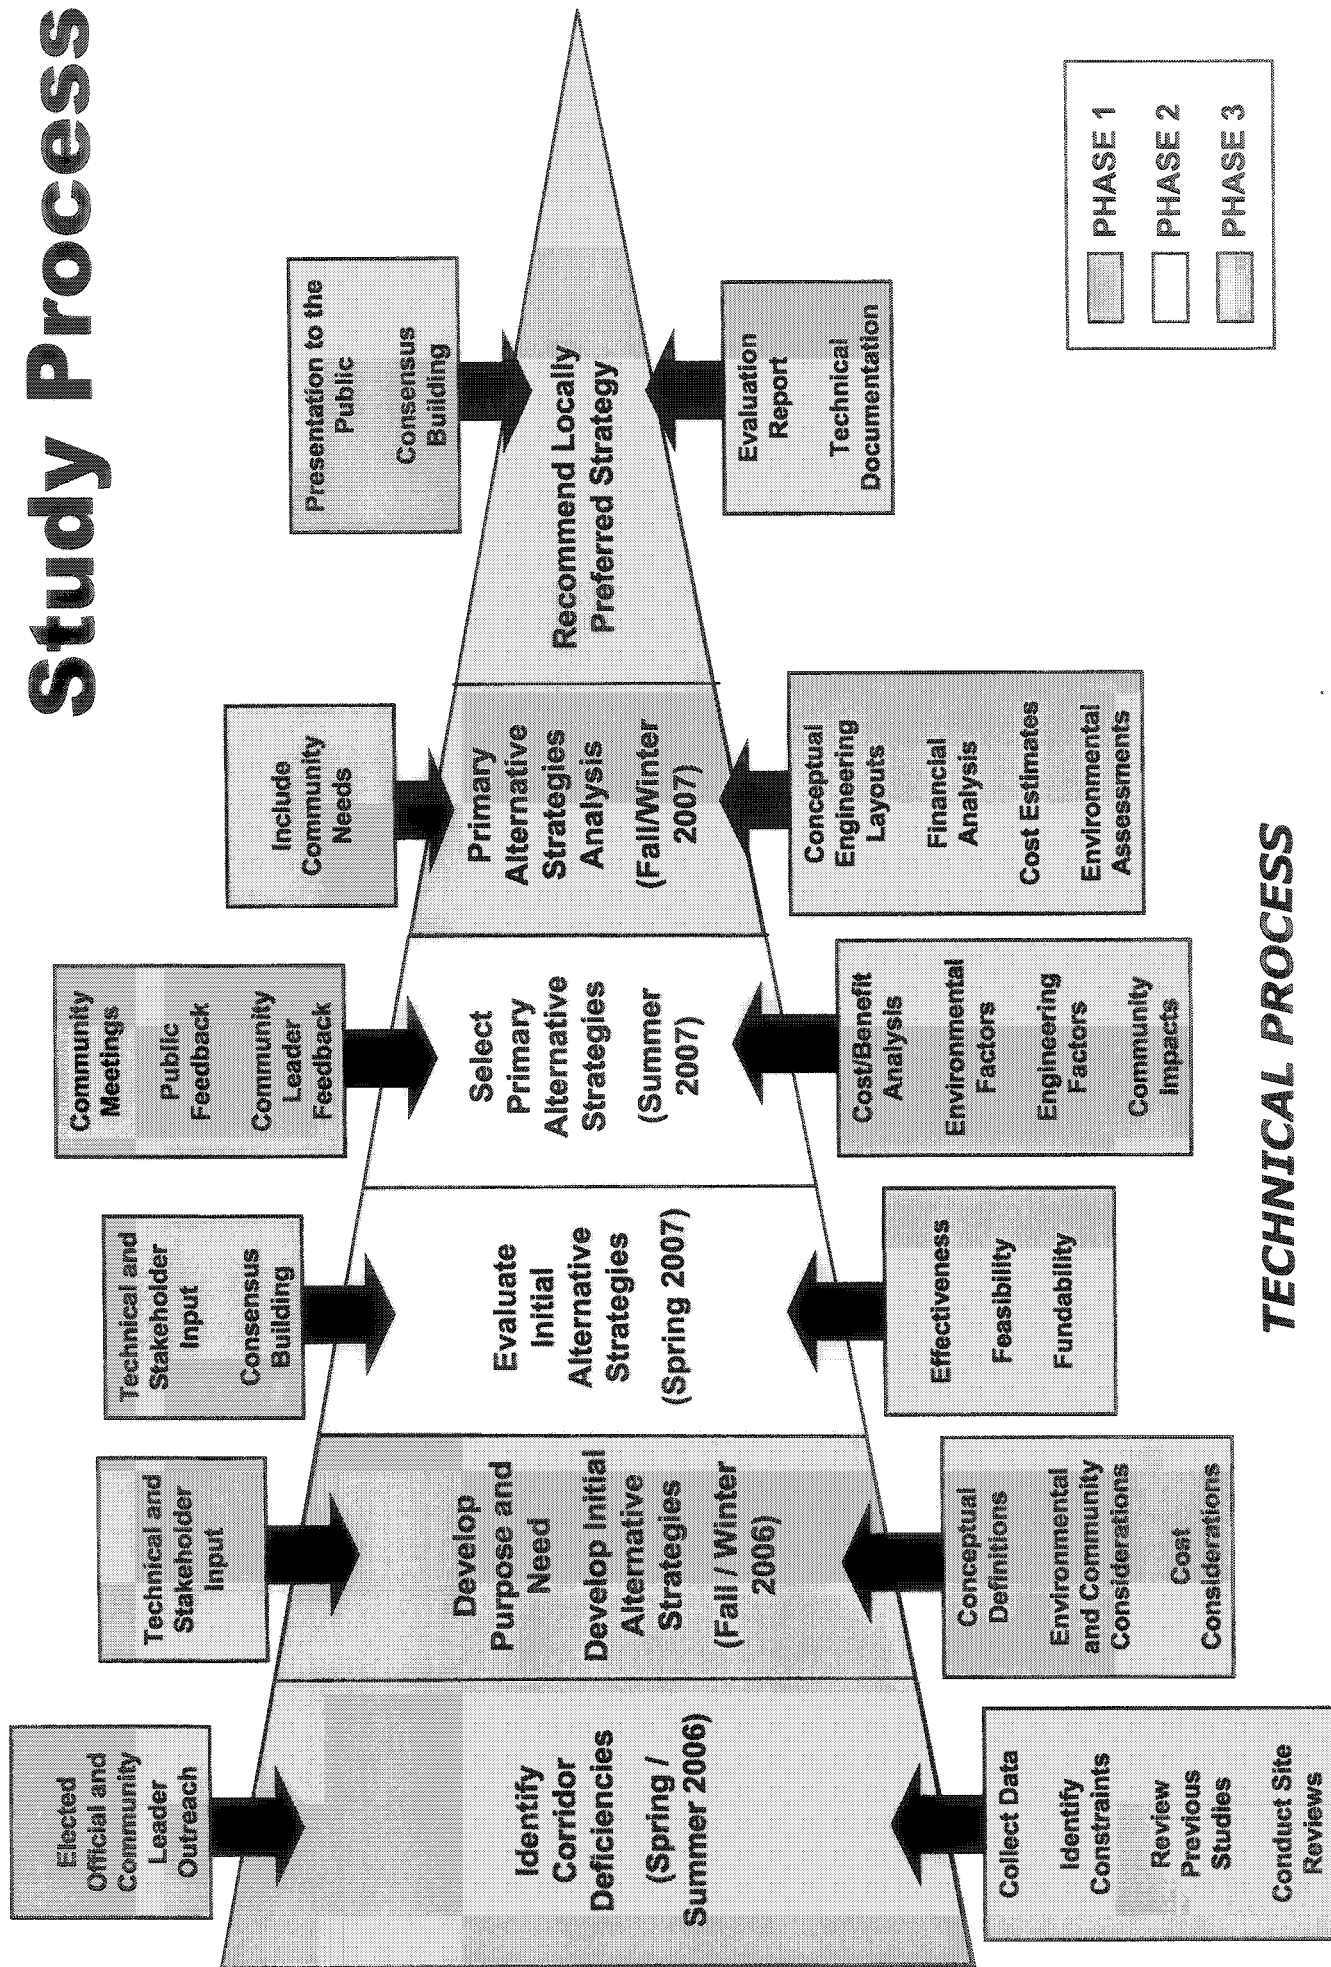 Study Process
Elected
Official and
Community
Leader
Outreach
Technical and
Stakeholder
Input
Technical and
Stakeholder
Input
Consensus
Building
Community
Meetings
Public
Feedback
Community
Leader
Feedback
Include
Community
Needs
Presentation to the
Public
Consensus
Building
Identify
Corridor
Deficiencies
(Spring /
Summer 2006)
Develop
Purpose and
Need
Develop Initial
Alternative
Strategies
(Fall / Winter
2006)
Evaluate
Initial
Alternative
Strategies
(Spring 2007)
Select
Primary
Alternative
Strategies
(Summer
2007)
Primary
Alternative
Strategies
Analysis
(Fall/Winter
2007)
Recommend Locally
Preferred Strategy
Collect Data
Identify
Constraints
Review
Previous
Studies
Conduct Site
Reviews
Conceptual
Definitions
Environmental
and Community
Considerations
Cost
Considerations
Effectiveness
Feasibility
Fundability
Cost/Benefit
Analysis
Environmental
Factors
Engineering
Factors
Community
Impacts
Conceptual
Engineering
Layouts
Financial
Analysis
Cost Estimates
Environmental
Assessments
Evaluation
Report
Technical
Documentation
TECHNICAL PROCESS
PHASE 1
PHASE 2
PHASE 3